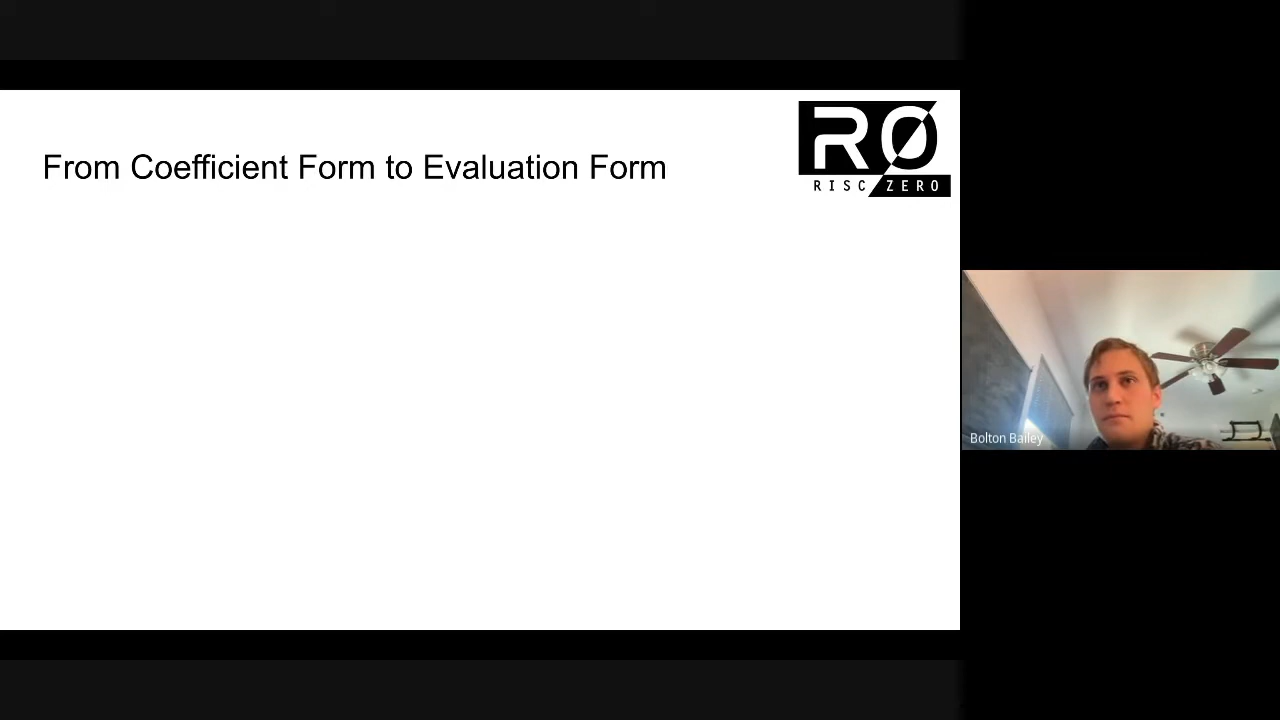 From Coefficient Form to Evaluation Form
RØ
RISC ZERO
Bolton Bailey